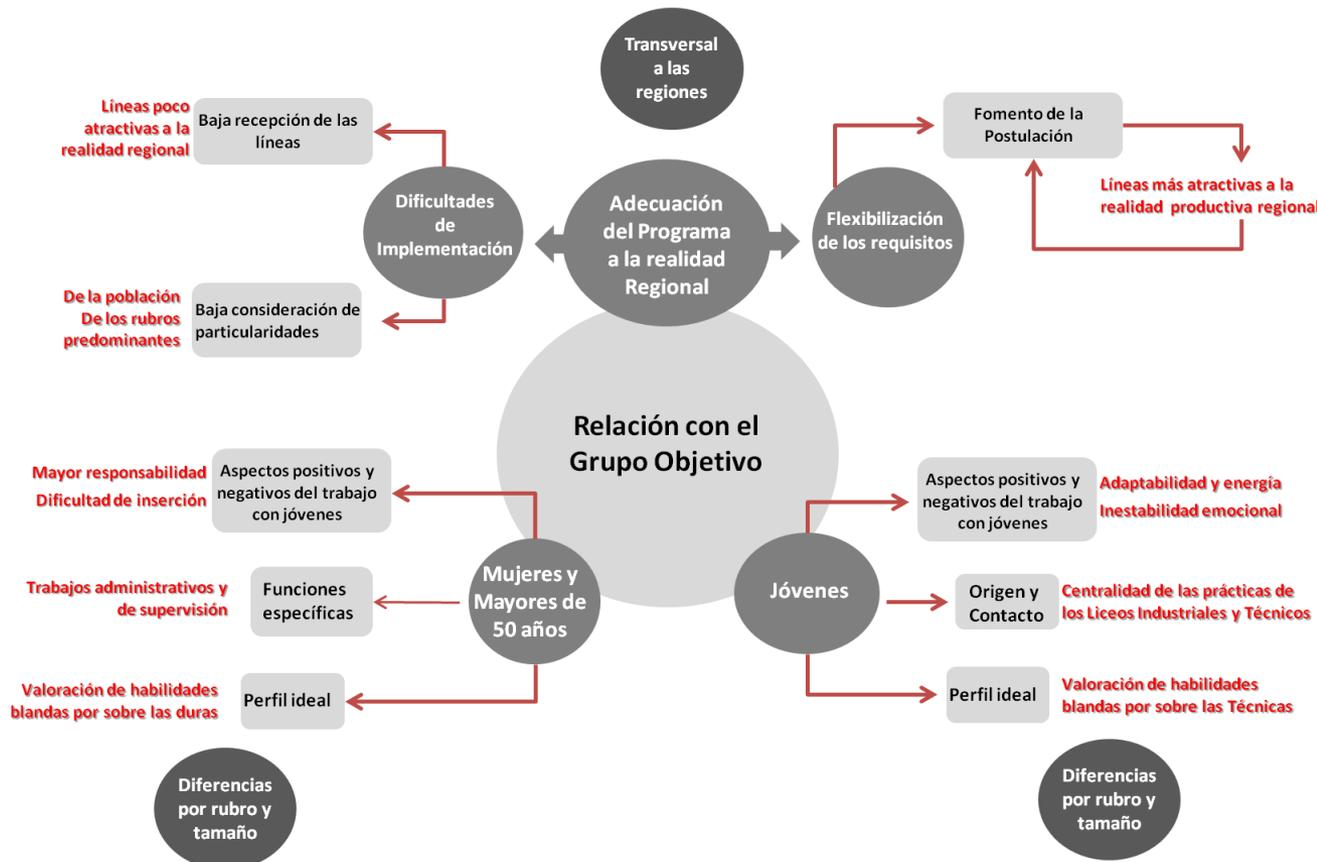 Transversal
a las
regiones
Líneas poco
atractivas a la
realidad regional
Baja recepción de las
líneas
Fomento de la
Postulación
Líneas más atractivas a la
realidad productiva regional
Dificultades
de
Implementación
Adecuación
del Programa
a la realidad
Regional
Flexibilización
de los requisitos
De la población
De los rubros
predominantes
Baja consideración de
particularidades
Relación con el
Grupo Objetivo
Mayor responsabilidad
Dificultad de inserción
Aspectos positivos y
negativos del trabajo
con jóvenes
Aspectos positivos y
negativos del trabajo
con jóvenes
Adaptabilidad y energía
Inestabilidad emocional
Trabajos administrativos y
de supervisión
Funciones
específicas
Mujeres y
Mayores de
50 años
Jóvenes
Origen y
Contacto
Centralidad de las prácticas de
los Liceos Industriales y Técnicos
Valoración de habilidades
blandas por sobre las duras
Perfil ideal
Perfil ideal
Valoración de habilidades
blandas por sobre las Técnicas
Diferencias
por rubro y
tamaño
Diferencias
por rubro y
tamaño